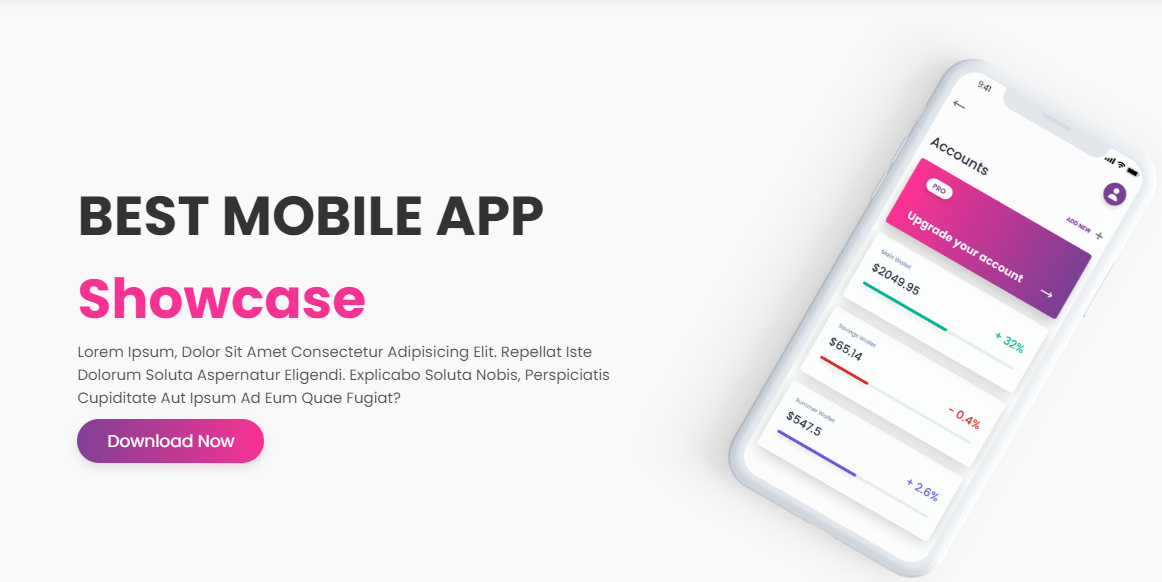 BEST MOBILE APP
Showcase
Lorem Ipsum, Dolor Sit Amet Consectetur Adipisicing Elit. Repellat Iste
Dolorum Soluta Aspernatur Eligendi. Explicabo Soluta Nobis, Perspiciatis
Cupiditate Aut Ipsum Ad Eum Quae Fugiat?
Download Now
9:41
Accounts
ADD NEW +
PRO
Upgrade your account
Main Wallet
$2049.95
+ 32%
Savings Wallet
$65.14
- 0.4%
Summer Wallet
$547.5
+ 2.6%